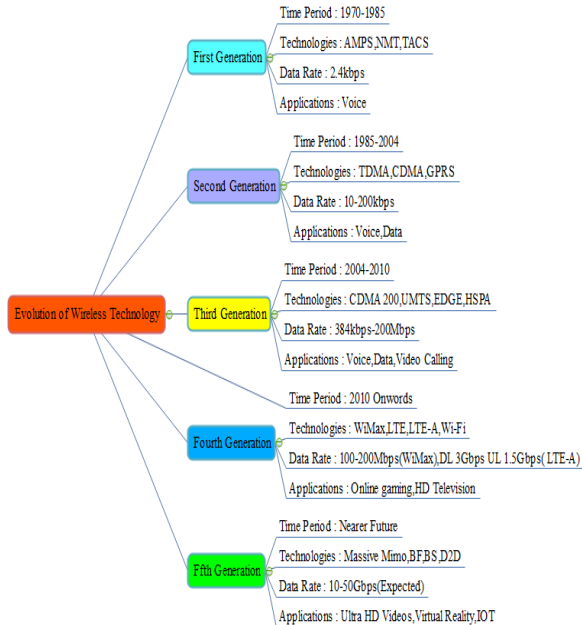 Evolution of Wireless Technology
First Generation
Time Period : 1970-1985
Technologies : AMPS,NMT,TACS
Data Rate : 2.4kbps
Applications : Voice
Second Generation
Time Period : 1985-2004
Technologies : TDMA,CDMA,GPRS
Data Rate : 10-200kbps
Applications : Voice,Data
Third Generation
Time Period : 2004-2010
Technologies : CDMA 200,UMTS,EDGE,HSPA
Data Rate : 384kbps-200Mbps
Applications : Voice,Data,Video Calling
Time Period : 2010 Onwords
Fourth Generation
Technologies : WiMax,LTE,LTE-A,Wi-Fi
Data Rate : 100-200Mbps(WiMax),DL 3Gbps UL 1.5Gbps( LTE-A)
Applications : Online gaming,HD Television
Ffth Generation
Time Period : Nearer Future
Technologies : Massive Mimo,BF,BS,D2D
Data Rate : 10-50Gbps(Expected)
Applications : Ultra HD Videos,Virtual Reality,IOT